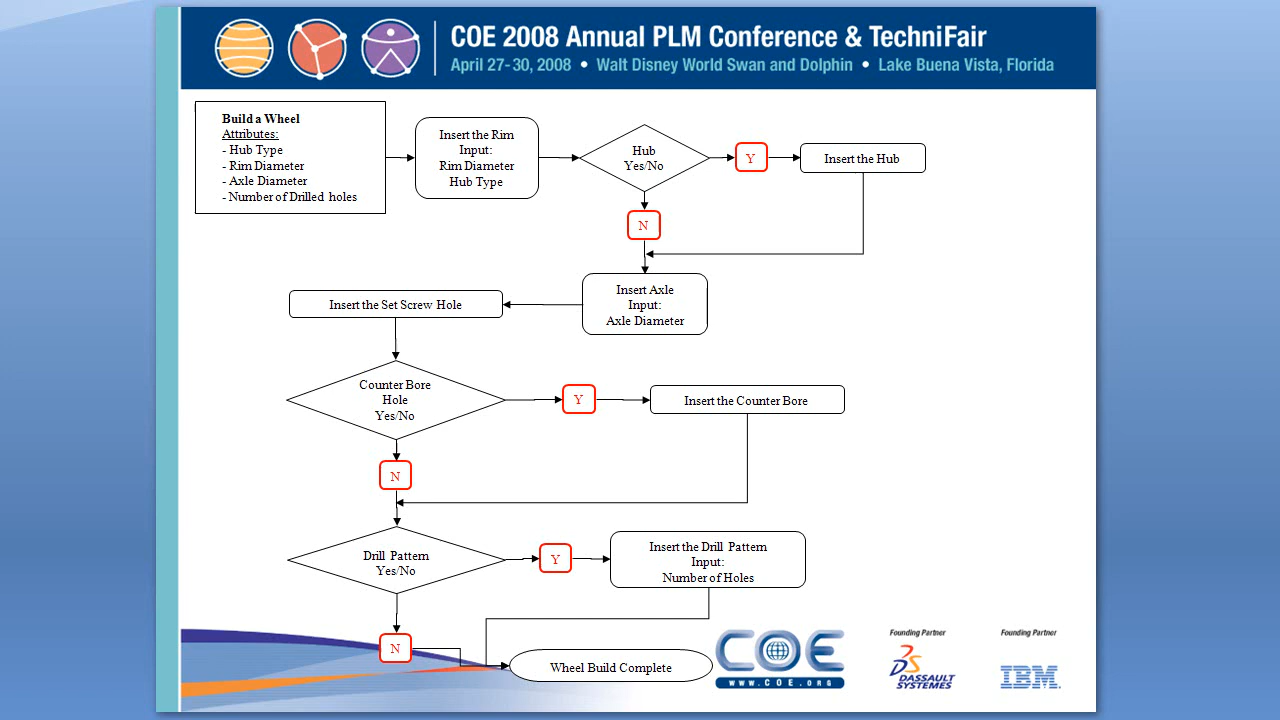 COE 2008 Annual PLM Conference & TechniFair
April 27-30, 2008 • Walt Disney World Swan and Dolphin • Lake Buena Vista, Florida
Build a Wheel
Attributes:
- Hub Type
- Rim Diameter
- Axle Diameter
- Number of Drilled holes
Insert the Rim
Input:
Rim Diameter
Hub Type
Hub
Yes/No
Y
Insert the Hub
N
Insert Axle
Input:
Axle Diameter
Insert the Set Screw Hole
Counter Bore
Hole
Yes/No
Y
Insert the Counter Bore
N
Drill Pattern
Yes/No
Y
Insert the Drill Pattern
Input:
Number of Holes
N
Wheel Build Complete
COE
www.COE.org
Founding Partner
DASSAULT
SYSTEMES
Founding Partner
IBM